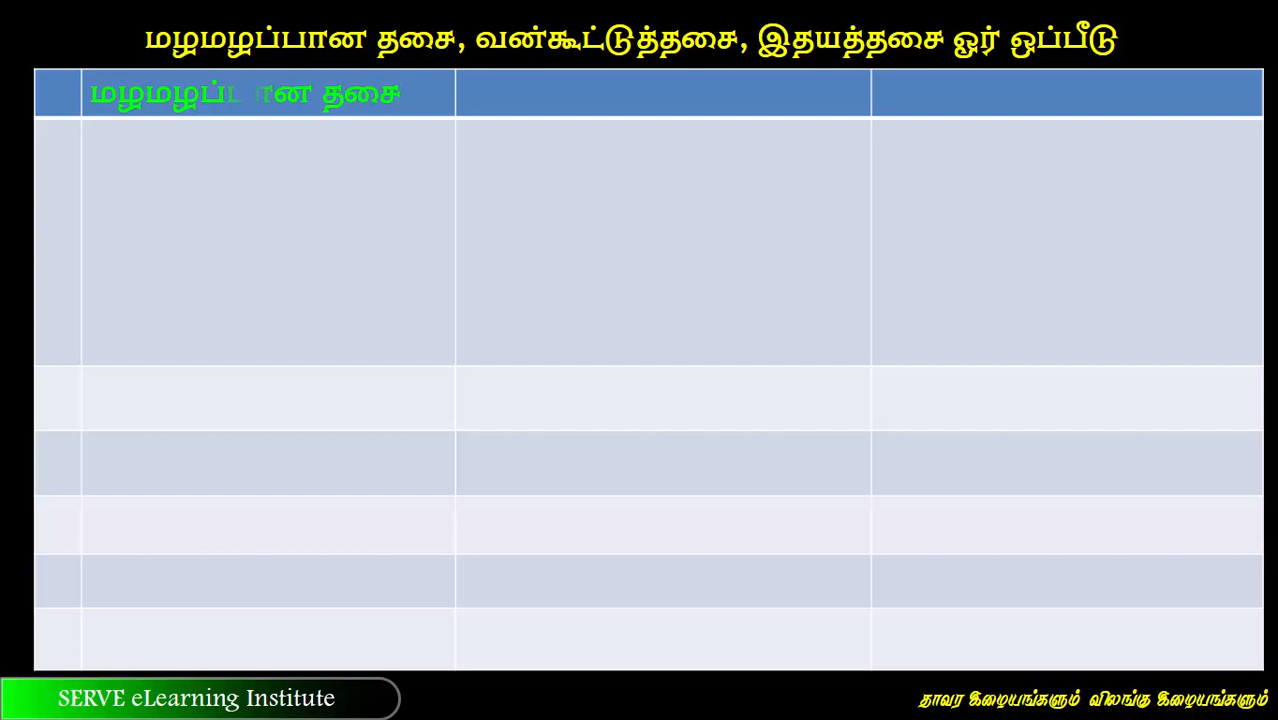 மழமழப்பான தசை, வன்கூட்டுத்தசை, இதயத்தசை ஓர் ஒப்பீடு
மழமழப்பான தசை
SERVE eLearning Institute
தாவர இழையங்களும் விலங்கு இழையங்களும்